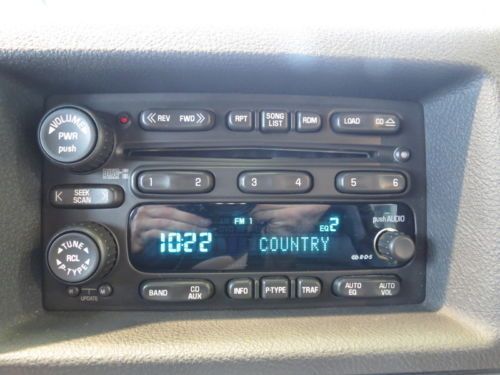 VOLUME
PWR
push
REV FWD
RPT
SONG LIST
RDM
LOAD CD
1 2
3 4
5 6
SEEK
SCAN
FM 1
EQ 2
10:22 COUNTRY
push AUDIO
R·D·S
TUNE
RCL
P-TYPE
UPDATE
BAND
CD
AUX
INFO
P-TYPE
TRAF
AUTO
EQ
AUTO
VOL